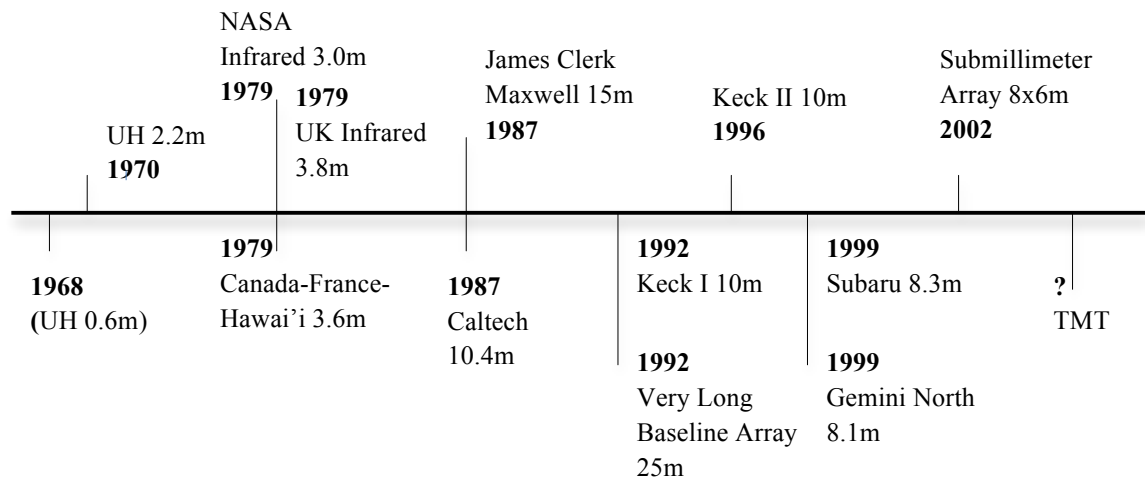 NASA
Infrared 3.0m
1979
1979
UK Infrared
3.8m
UH 2.2m
1970
James Clerk
Maxwell 15m
1987
Keck II 10m
1996
Submillimeter
Array 8x6m
2002
1968
(UH 0.6m)
1979
Canada-France-
Hawai’i 3.6m
1987
Caltech
10.4m
1992
Keck I 10m
1992
Very Long
Baseline Array
25m
1999
Subaru 8.3m
1999
Gemini North
8.1m
?
TMT